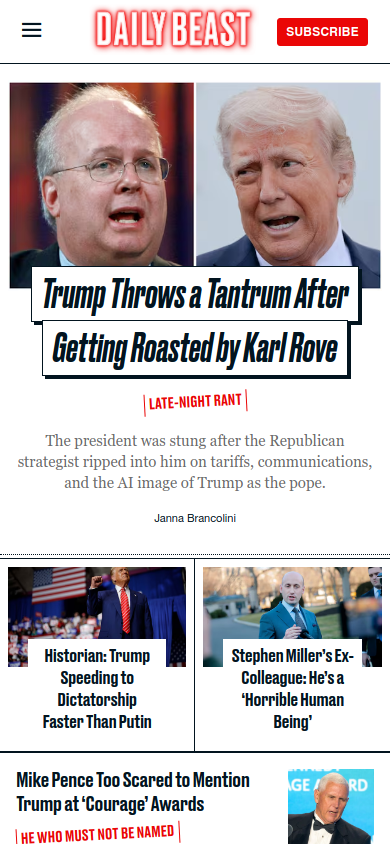 DAILY BEAST
SUBSCRIBE
Trump Throws a Tantrum After
Getting Roasted by Karl Rove
LATE-NIGHT RANT
The president was stung after the Republican
strategist ripped into him on tariffs, communications,
and the AI image of Trump as the pope.
Janna Brancolini
Historian: Trump
Speeding to
Dictatorship
Faster Than Putin
Stephen Miller’s Ex-
Colleague: He’s a
‘Horrible Human
Being’
Mike Pence Too Scared to Mention
Trump at ‘Courage’ Awards
HE WHO MUST NOT BE NAMED